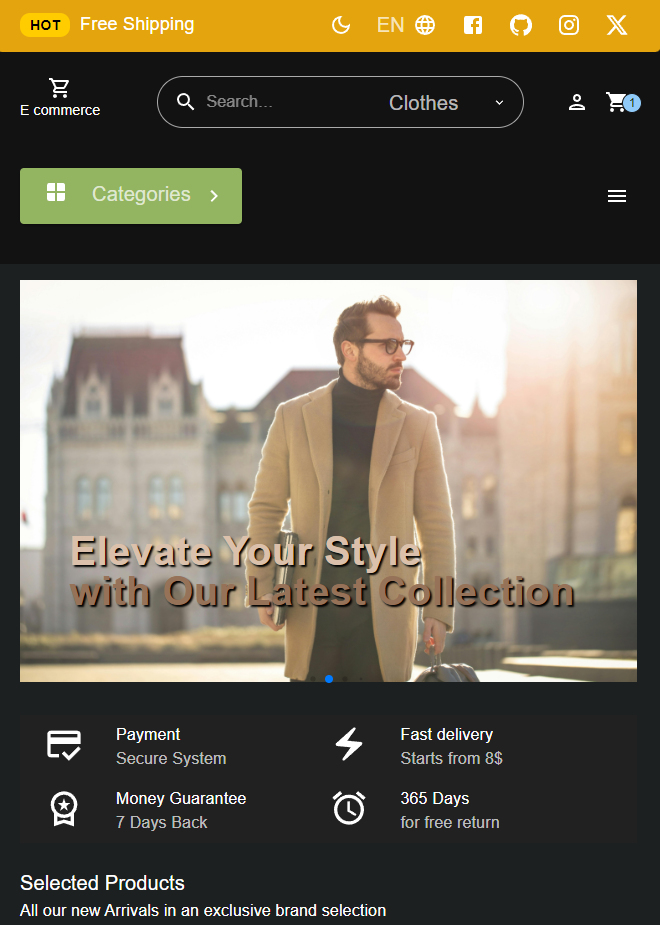 HOT Free Shipping EN
E commerce
Search... Clothes
1
Categories
Elevate Your Style
with Our Latest Collection
Payment
Secure System
Fast delivery
Starts from 8$
Money Guarantee
7 Days Back
365 Days
for free return
Selected Products
All our new Arrivals in an exclusive brand selection